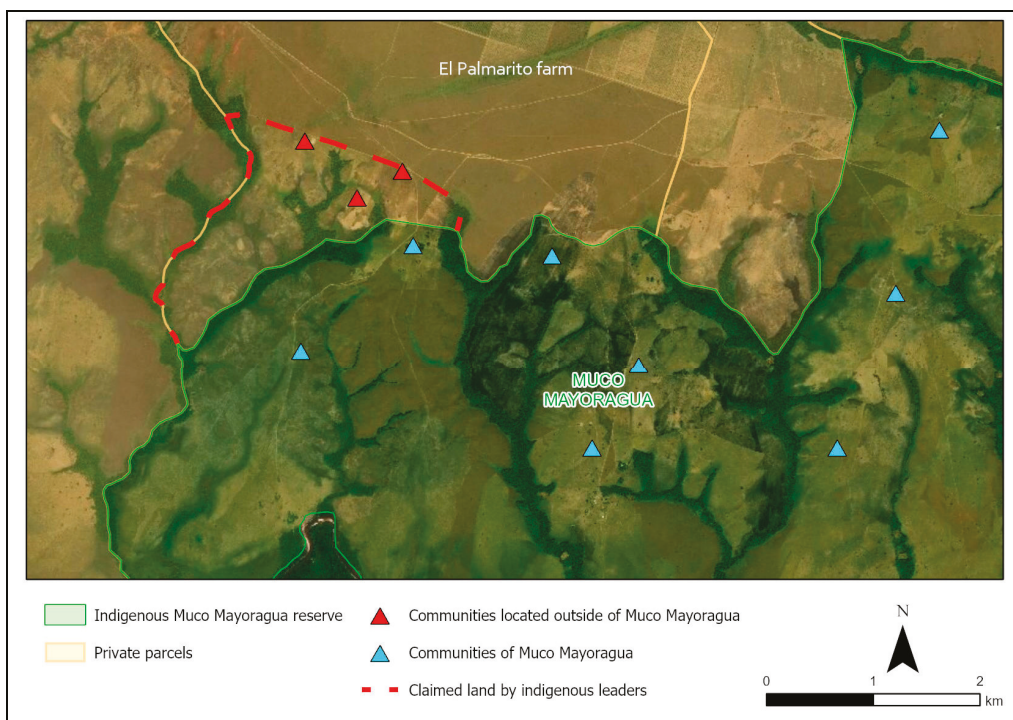 El Palmarito farm
MUCO
MAYORAGUA
Indigenous Muco Mayoragua reserve
Private parcels
Communities located outside of Muco Mayoragua
Communities of Muco Mayoragua
Claimed land by indigenous leaders
N
0 1 2
km